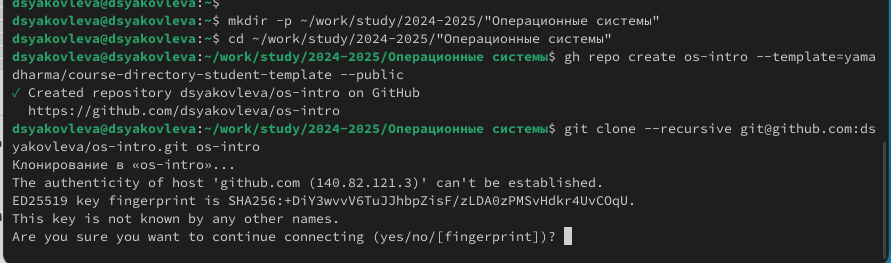 dsyakovleva@dsyakovleva:~$
dsyakovleva@dsyakovleva:~$ mkdir -p ~/work/study/2024-2025/"Операционные системы"
dsyakovleva@dsyakovleva:~$ cd ~/work/study/2024-2025/"Операционные системы"
dsyakovleva@dsyakovleva:~/work/study/2024-2025/Операционные системы$ gh repo create os-intro --template=yama
dharma/course-directory-student-template --public
✓ Created repository dsyakovleva/os-intro on GitHub
  https://github.com/dsyakovleva/os-intro
dsyakovleva@dsyakovleva:~/work/study/2024-2025/Операционные системы$ git clone --recursive git@github.com:ds
yakovleva/os-intro.git os-intro
Клонирование в «os-intro»...
The authenticity of host 'github.com (140.82.121.3)' can't be established.
ED25519 key fingerprint is SHA256:+DiY3wvvV6TuJJhbpZisF/zLDA0zPMSvHdkr4UvCOqU.
This key is not known by any other names.
Are you sure you want to continue connecting (yes/no/[fingerprint])?